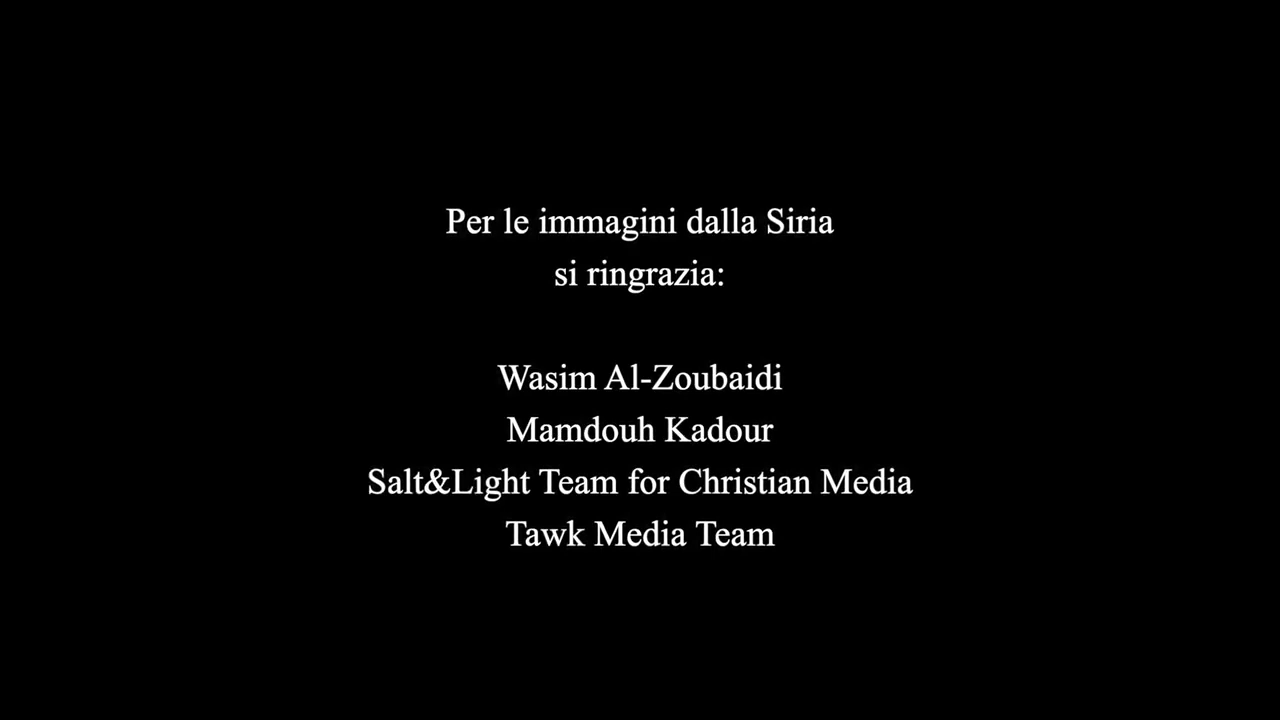 Per le immagini dalla Siria
si ringrazia:
Wasim Al-Zoubaidi
Mamdouh Kadour
Salt&Light Team for Christian Media
Tawk Media Team